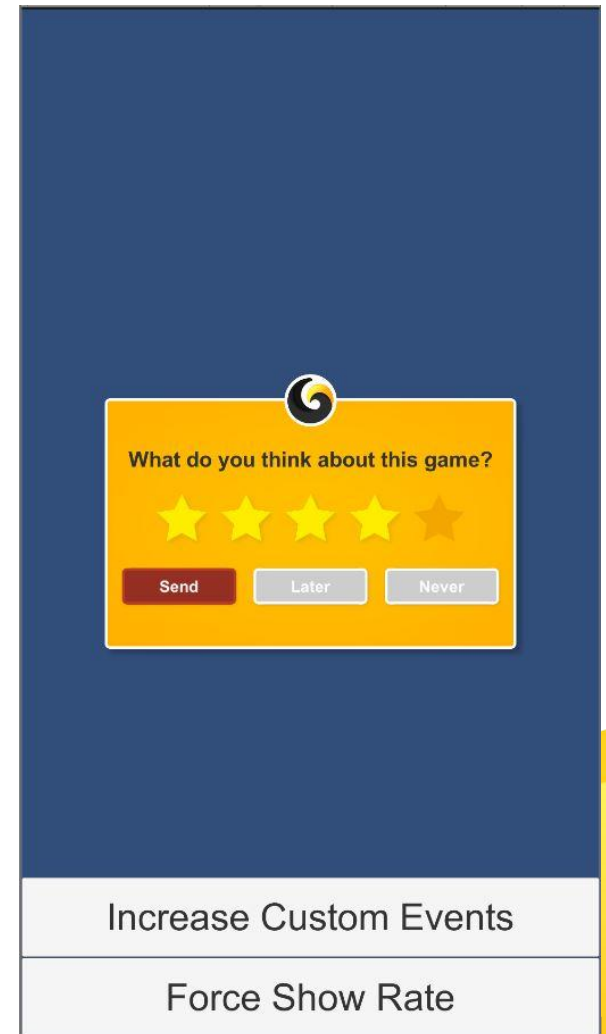 What do you think about this game?
Send Later Never
Increase Custom Events
Force Show Rate